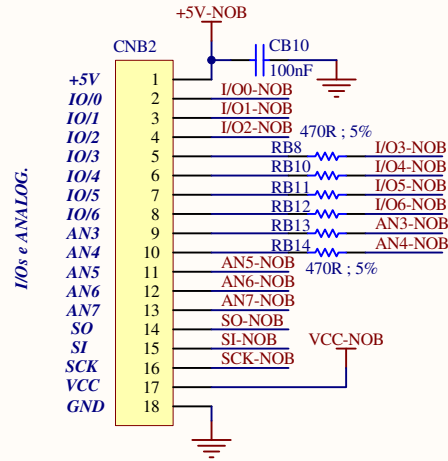 +5V-NOB
CNB2
CB10
100nF
+5V 1
IO/0 2 I/O0-NOB
IO/1 3 I/O1-NOB
IO/2 4 I/O2-NOB
470R ; 5%
IO/3 5 RB8 I/O3-NOB
IO/4 6 RB10 I/O4-NOB
IO/5 7 RB11 I/O5-NOB
IO/6 8 RB12 I/O6-NOB
AN3 9 RB13 AN3-NOB
AN4 10 RB14 AN4-NOB
470R ; 5%
AN5 11 AN5-NOB
AN6 12 AN6-NOB
AN7 13 AN7-NOB
SO 14 SO-NOB
SI 15 SI-NOB
SCK 16 SCK-NOB
VCC-NOB
VCC 17
GND 18
I/Os e ANALOG.